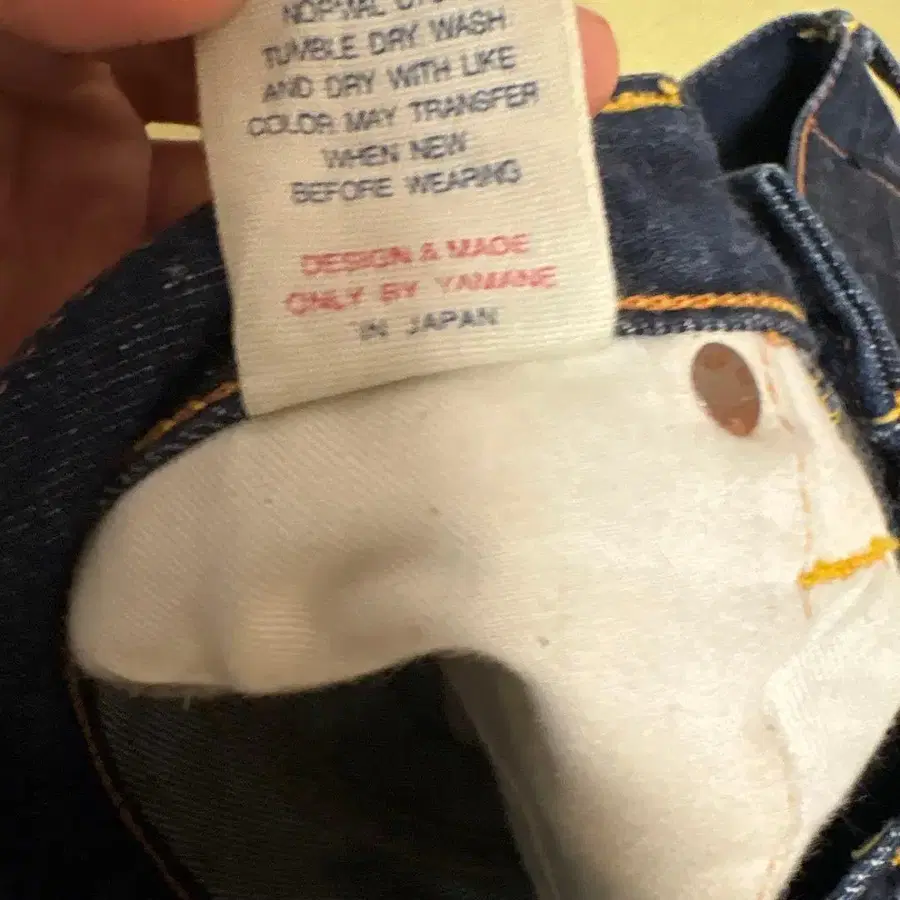 NORMAL
TUMBLE DRY WASH
AND DRY WITH LIKE
COLOR MAY TRANSFER
WHEN NEW
BEFORE WEARING
DESIGN & MADE
ONLY BY YAMANE
IN JAPAN